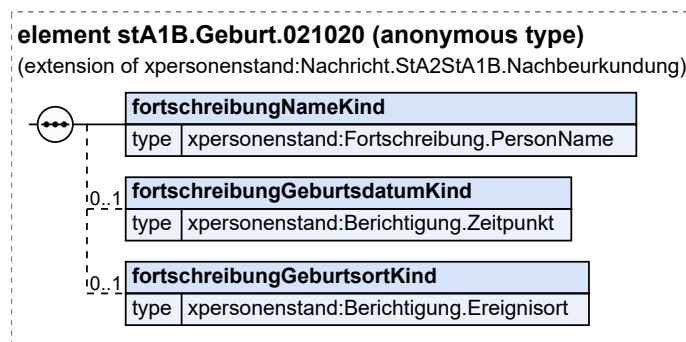 element stA1B.Geburt.021020 (anonymous type)
(extension of xpersonenstand:Nachricht.StA2StA1B.Nachbeurkundung)
fortschreibungNameKind
type xpersonenstand:Fortschreibung.PersonName
0..1 fortschreibungGeburtsdatumKind
type xpersonenstand:Berichtigung.Zeitpunkt
0..1 fortschreibungGeburtsortKind
type xpersonenstand:Berichtigung.Ereignisort